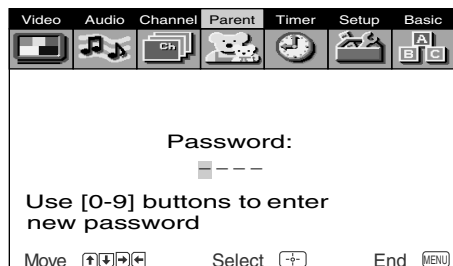 Video Audio Channel Parent Timer Setup Basic
Ch A B C
Password:
– – – –
Use [0-9] buttons to enter
new password
Move Select End MENU